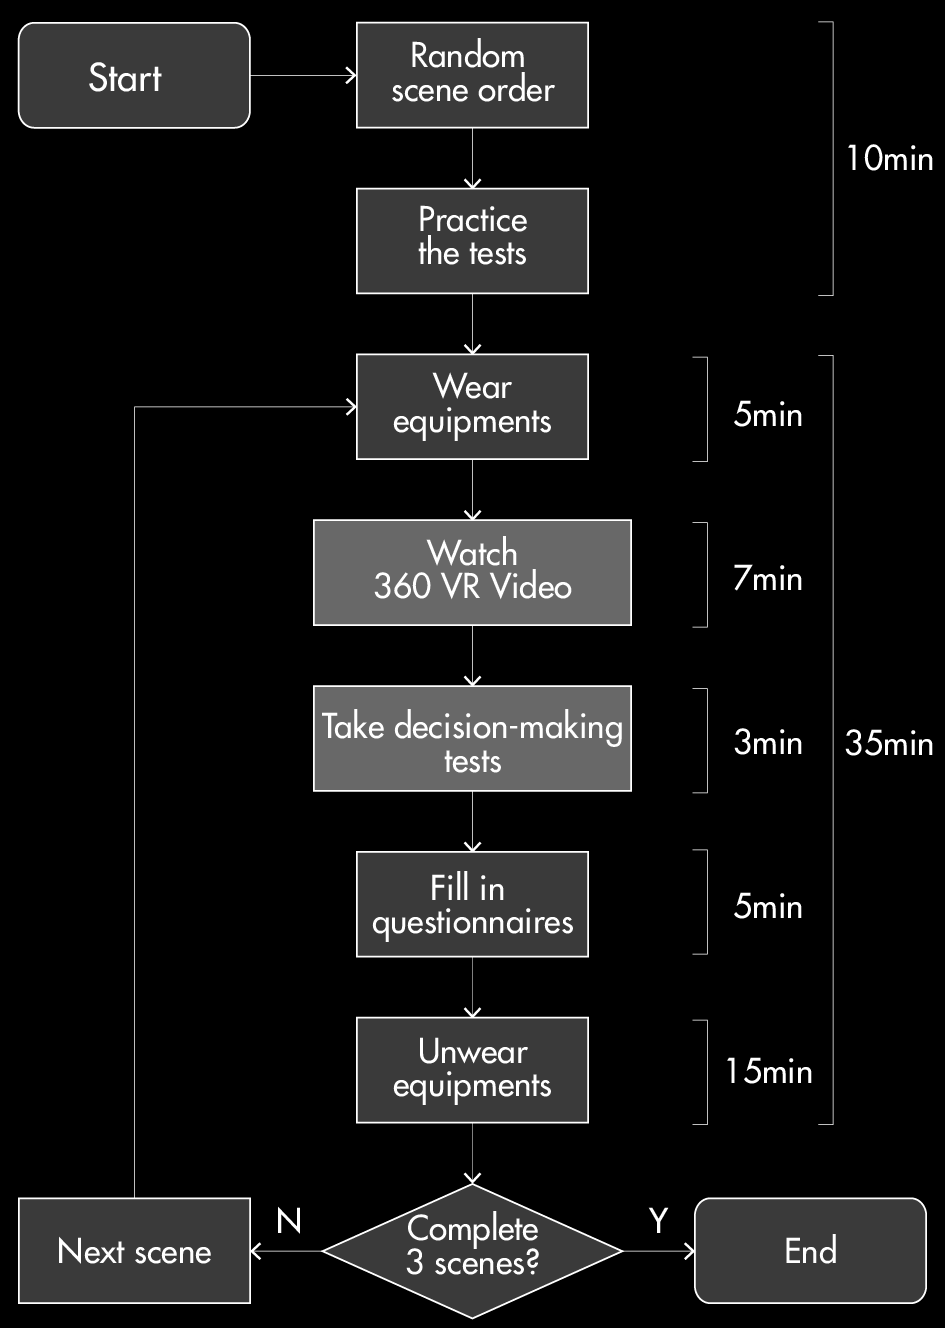 Start
Random
scene order
10min
Practice
the tests
Wear
equipments
5min
Watch
360 VR Video
7min
Take decision-making
tests
3min
35min
Fill in
questionnaires
5min
Unwear
equipments
15min
Complete
3 scenes?
N
Y
Next scene
End